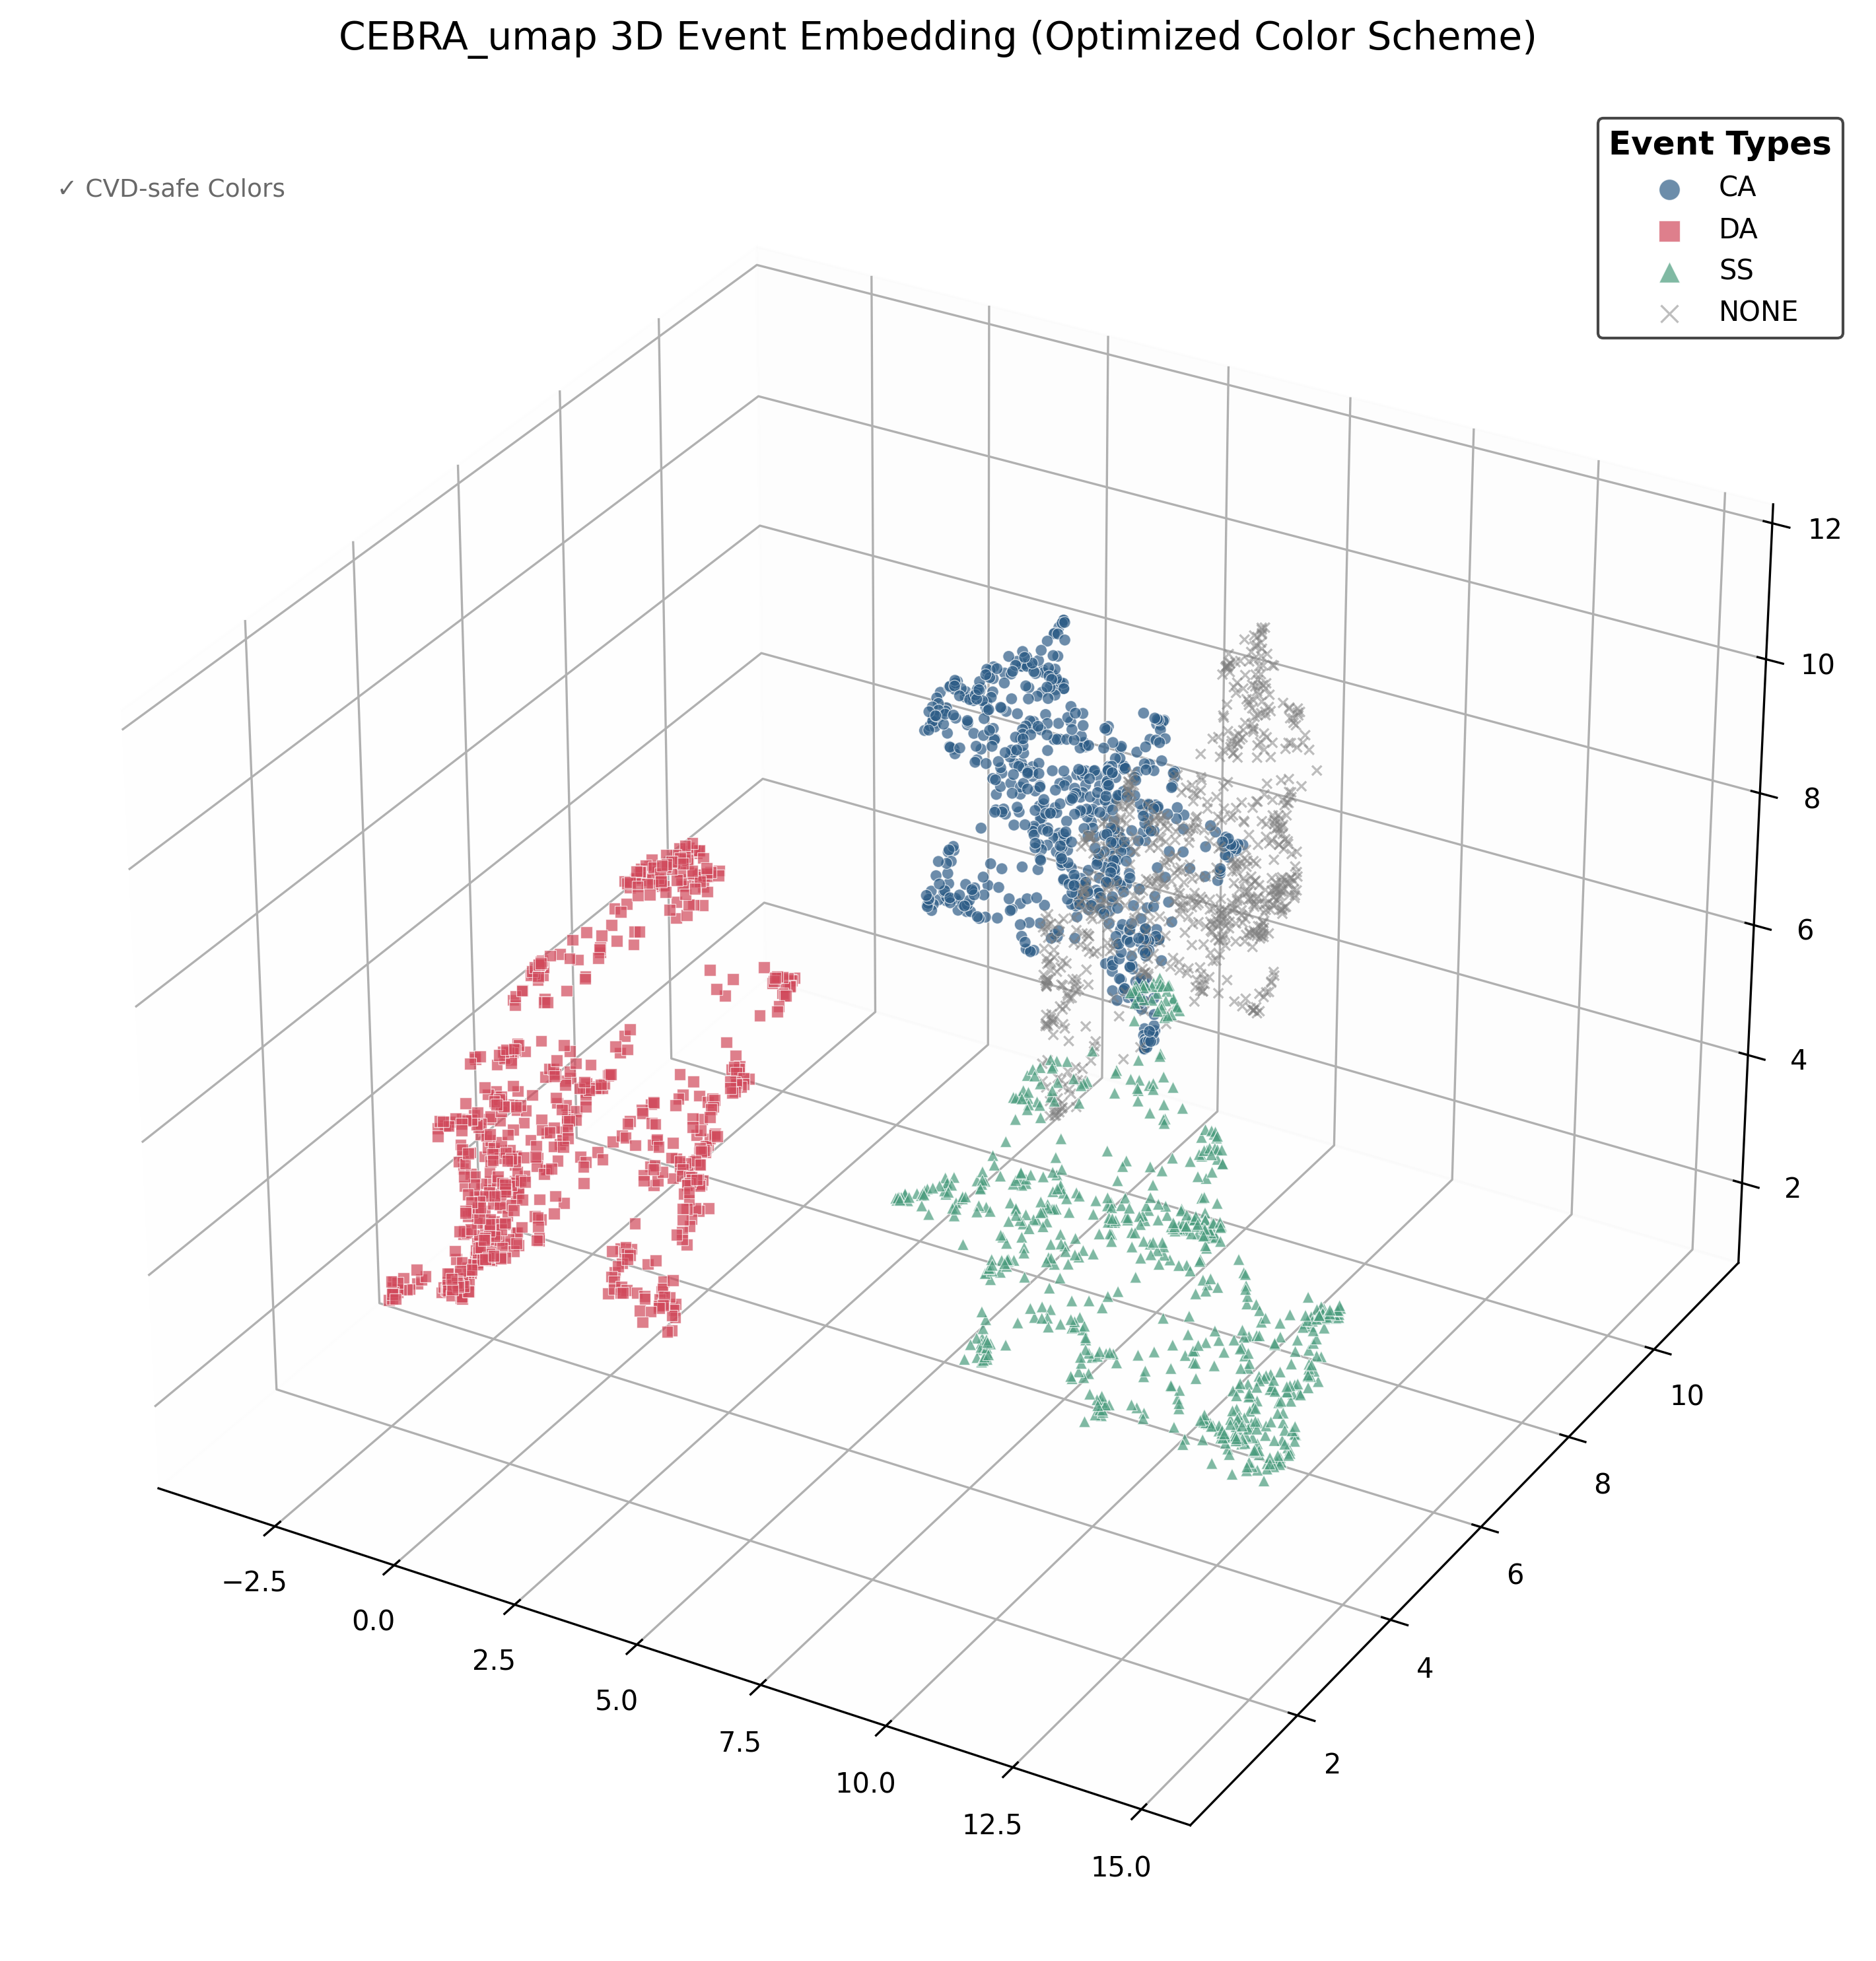 CEBRA_umap 3D Event Embedding (Optimized Color Scheme)
✓ CVD-safe Colors
Event Types
CA
DA
SS
NONE
12
10
8
6
4
2
10
8
6
4
2
−2.5
0.0
2.5
5.0
7.5
10.0
12.5
15.0